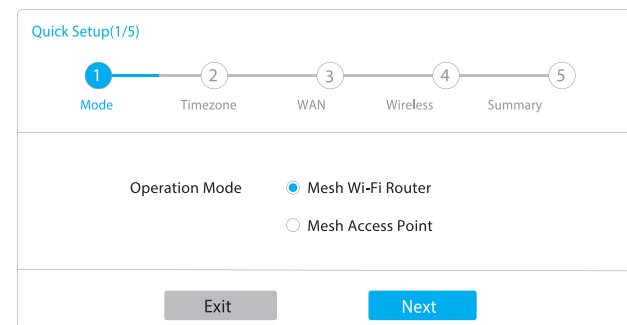 Quick Setup(1/5)
1 2 3 4 5
Mode Timezone WAN Wireless Summary
Operation Mode Mesh Wi-Fi Router
Mesh Access Point
Exit Next